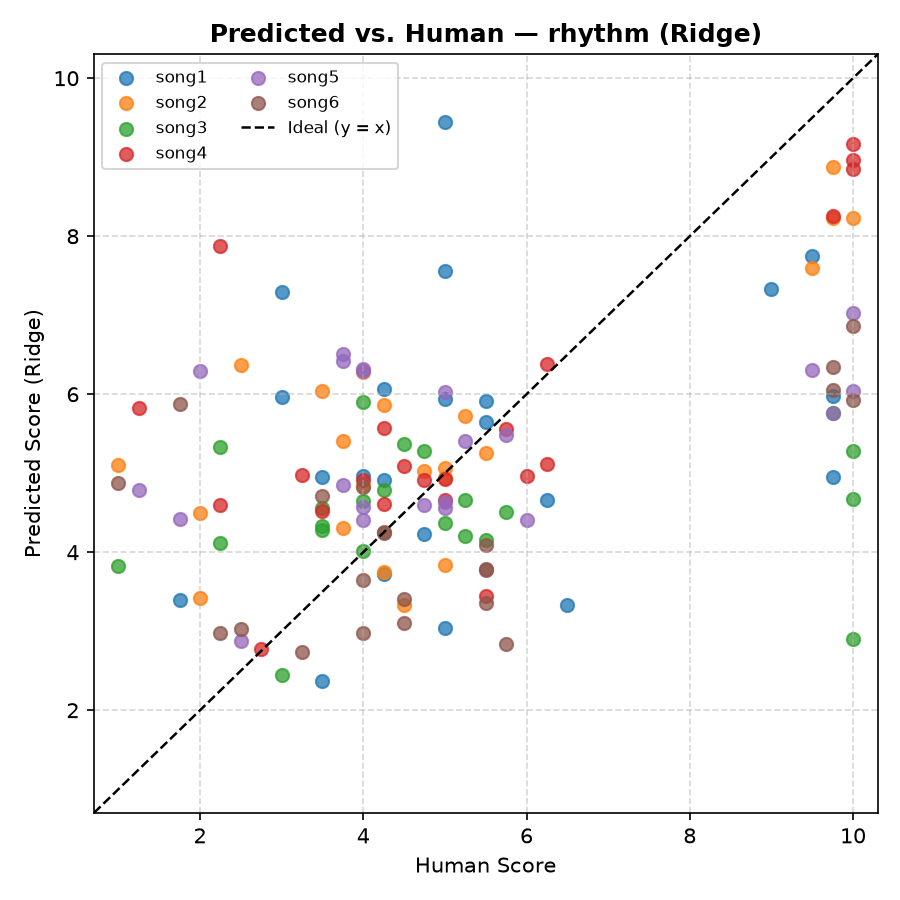 Predicted vs. Human — rhythm (Ridge)
song1
song2
song3
song4
song5
song6
Ideal (y = x)
Predicted Score (Ridge)
10
8
6
4
2
2 4 6 8 10
Human Score